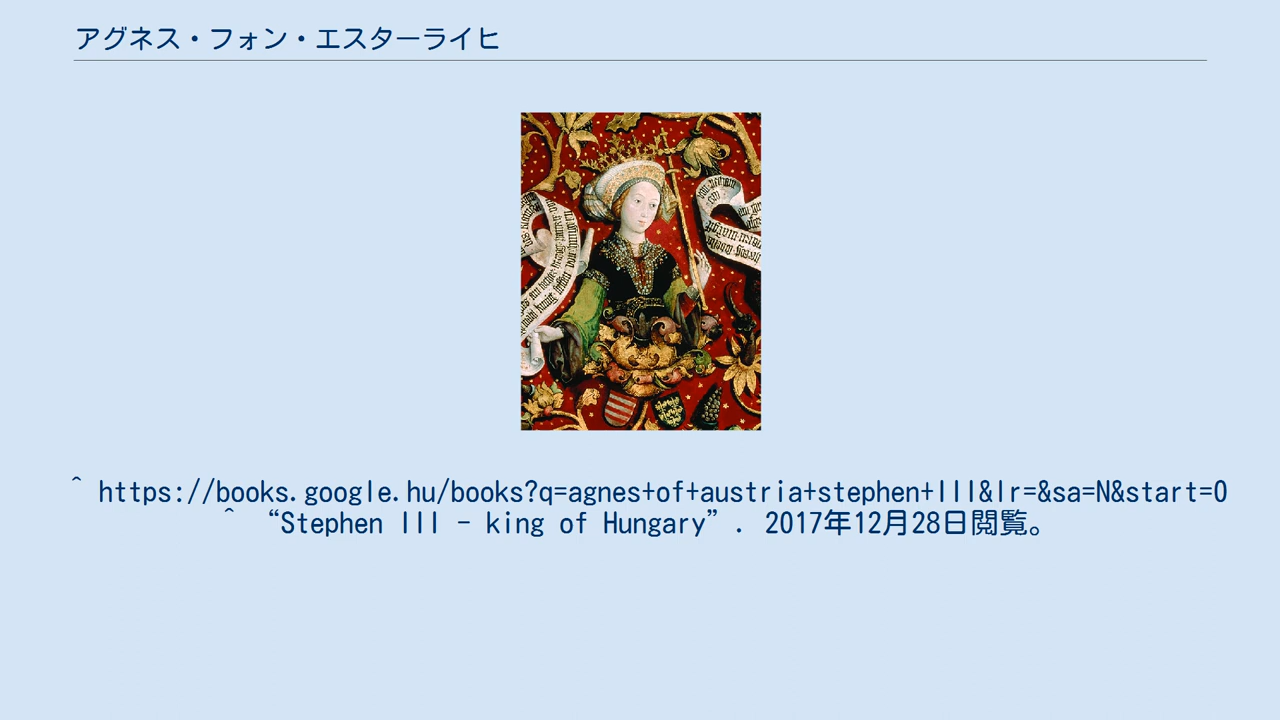 アグネス・フォン・エスターライヒ
^ https://books.google.hu/books?q=agnes+of+austria+stephen+III&lr=&sa=N&start=0
^ “Stephen III - king of Hungary”. 2017年12月28日閲覧。